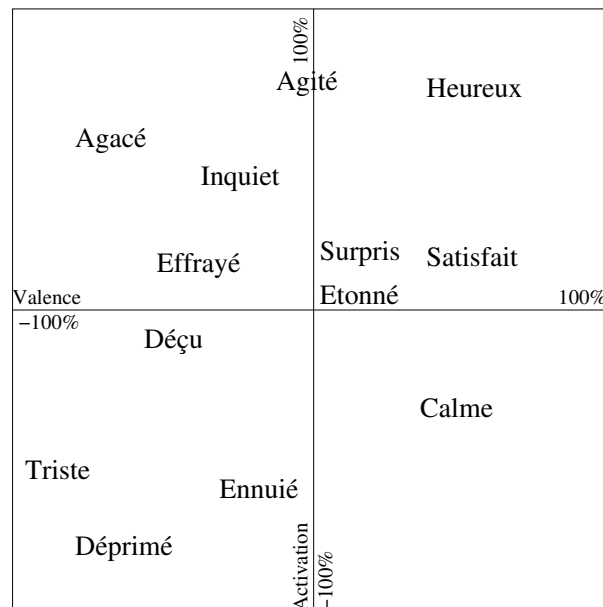 100%
Agité
Heureux
Agacé
Inquiet
Surpris
Effrayé
Satisfait
Etonné
Valence
100%
−100%
Déçu
Calme
Triste
Ennuié
Déprimé
Activation
−100%